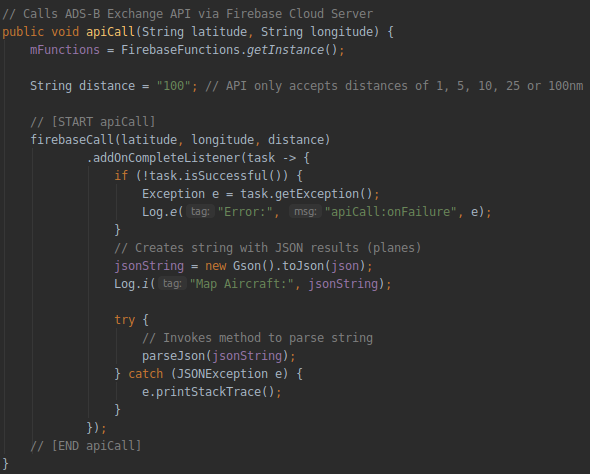 // Calls ADS-B Exchange API via Firebase Cloud Server
public void apiCall(String latitude, String longitude) {
    mFunctions = FirebaseFunctions.getInstance();

    String distance = "100"; // API only accepts distances of 1, 5, 10, 25 or 100nm

    // [START apiCall]
    firebaseCall(latitude, longitude, distance)
            .addOnCompleteListener(task -> {
                if (!task.isSuccessful()) {
                    Exception e = task.getException();
                    Log.e( tag: "Error:", msg: "apiCall:onFailure", e);
                }
                // Creates string with JSON results (planes)
                jsonString = new Gson().toJson(json);
                Log.i( tag: "Map Aircraft:", jsonString);

                try {
                    // Invokes method to parse string
                    parseJson(jsonString);
                } catch (JSONException e) {
                    e.printStackTrace();
                }
            });
    // [END apiCall]
}